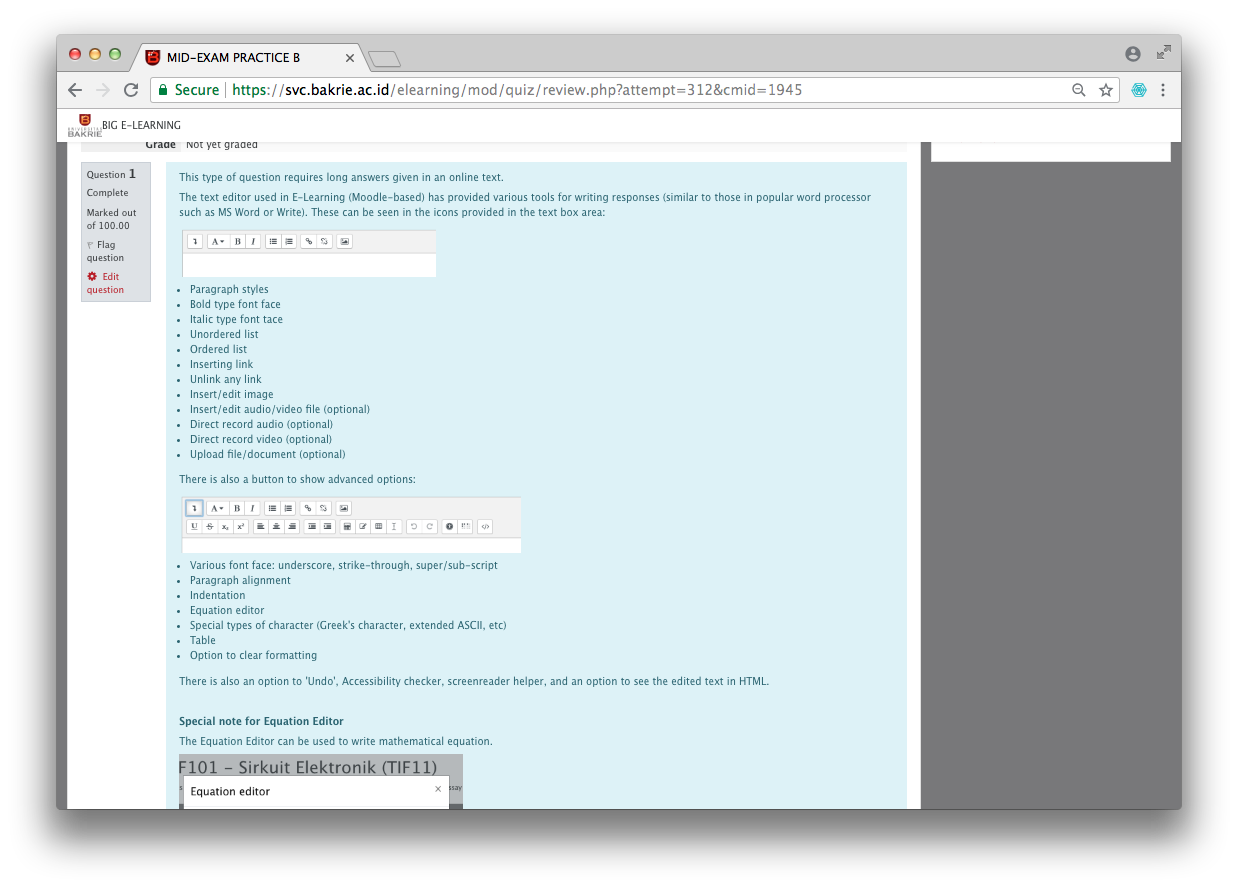 MID-EXAM PRACTICE B
Secure https://svc.bakrie.ac.id/elearning/mod/quiz/review.php?attempt=312&cmid=1945
UNIVERSITAS
BAKRIE
BIG E-LEARNING
Grade Not yet graded
Question 1
Complete
Marked out
of 100.00
Flag
question
Edit
question
This type of question requires long answers given in an online text.
The text editor used in E-Learning (Moodle-based) has provided various tools for writing responses (similar to those in popular word processor
such as MS Word or Write). These can be seen in the icons provided in the text box area:
A B I
Paragraph styles
Bold type font face
Italic type font tace
Unordered list
Ordered list
Inserting link
Unlink any link
Insert/edit image
Insert/edit audio/video file (optional)
Direct record audio (optional)
Direct record video (optional)
Upload file/document (optional)
There is also a button to show advanced options:
A B I
U S x₂ x²
Various font face: underscore, strike-through, super/sub-script
Paragraph alignment
Indentation
Equation editor
Special types of character (Greek's character, extended ASCII, etc)
Table
Option to clear formatting
There is also an option to 'Undo', Accessibility checker, screenreader helper, and an option to see the edited text in HTML.
Special note for Equation Editor
The Equation Editor can be used to write mathematical equation.
F101 - Sirkuit Elektronik (TIF11)
ssay
Equation editor ×